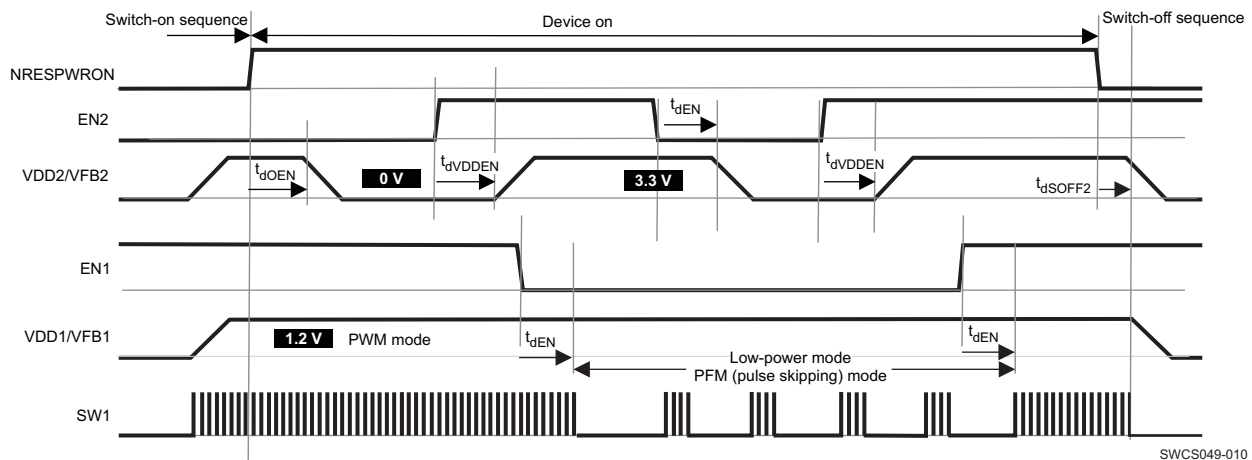 Switch-on sequence
Device on
Switch-off sequence
NRESPWRON
EN2
tdEN
VDD2/VFB2
tdOEN
0 V
tdVDDEN
3.3 V
tdVDDEN
tdSOFF2
EN1
VDD1/VFB1
1.2 V PWM mode
tdEN
tdEN
Low-power mode
PFM (pulse skipping) mode
SW1
SWCS049-010